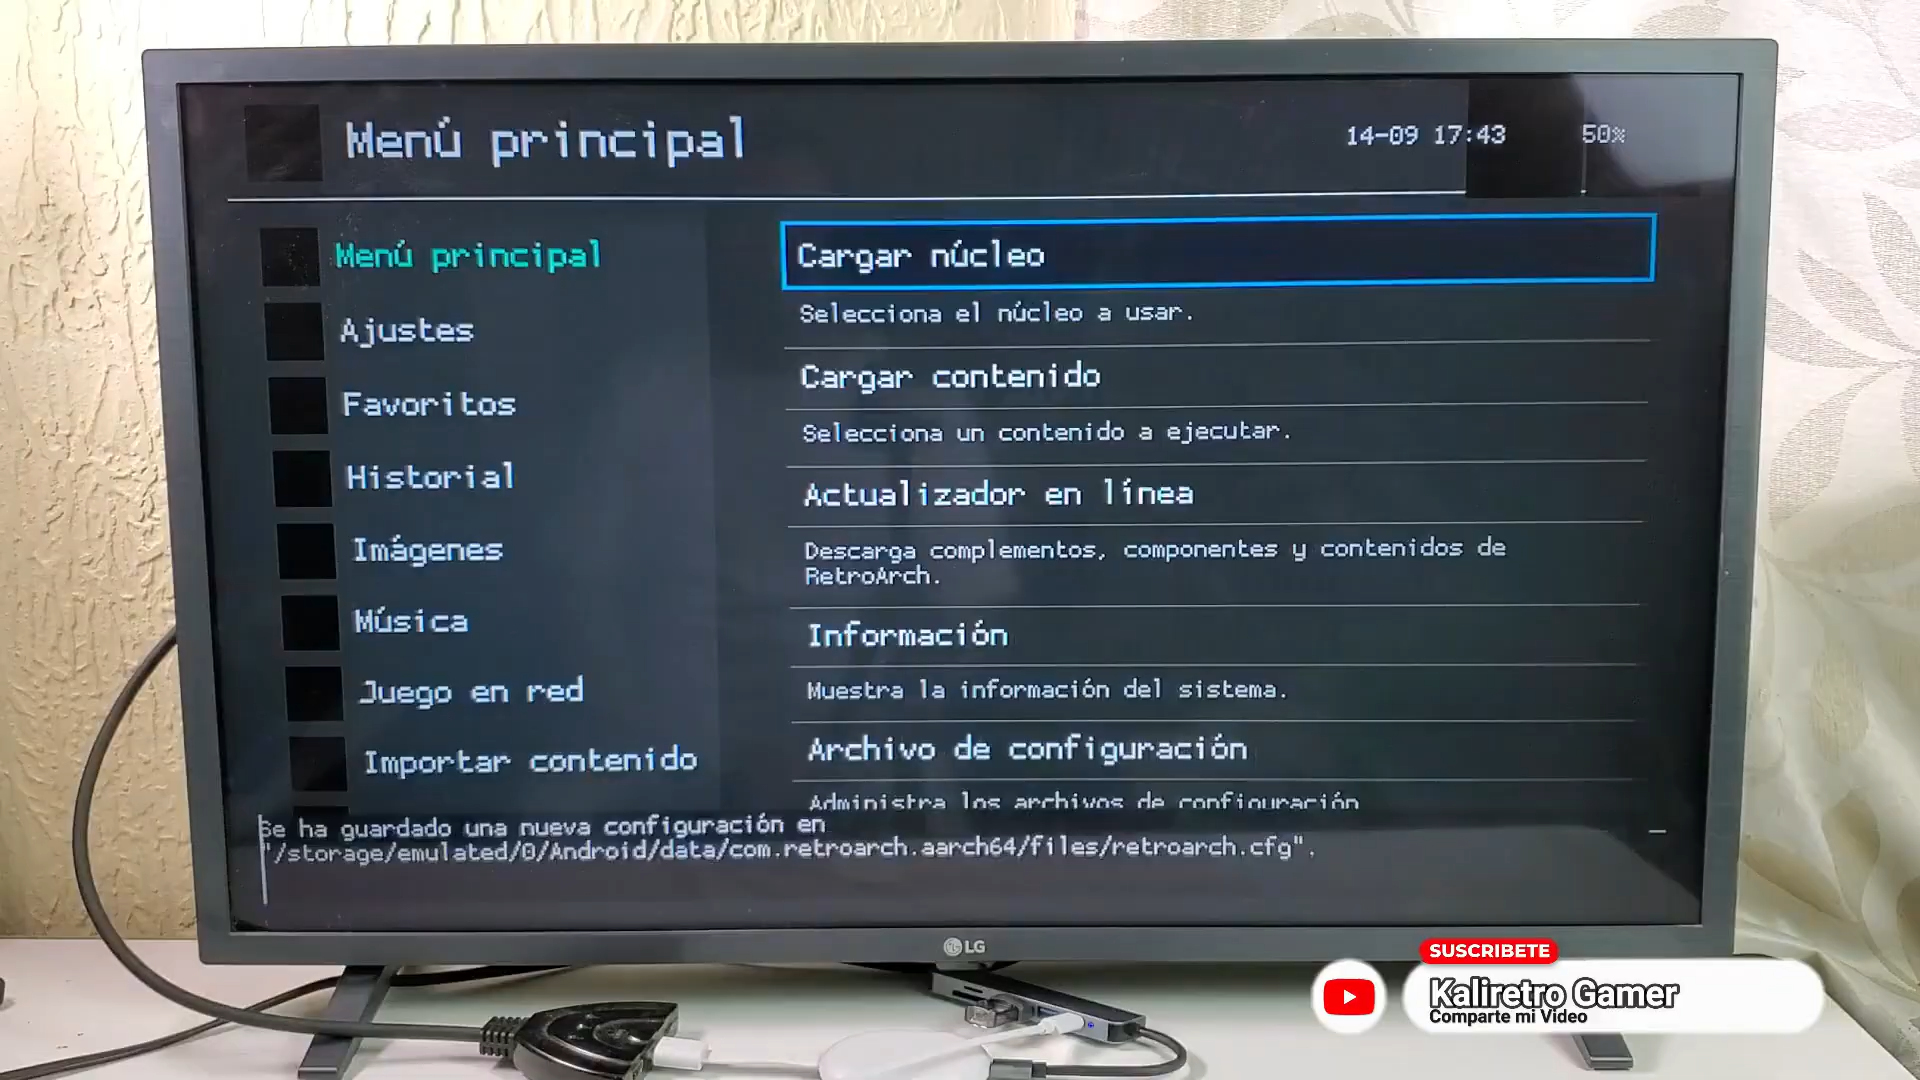 Menú principal
14-09 17:43
50%
Menú principal
Ajustes
Favoritos
Historial
Imágenes
Música
Juego en red
Importar contenido
Cargar núcleo
Selecciona el núcleo a usar.
Cargar contenido
Selecciona un contenido a ejecutar.
Actualizador en línea
Descarga complementos, componentes y contenidos de
RetroArch.
Información
Muestra la información del sistema.
Archivo de configuración
Administra los archivos de configuración
Se ha guardado una nueva configuración en
"/storage/emulated/0/Android/data/com.retroarch.aarch64/files/retroarch.cfg".
LG
SUSCRIBETE
Kaliretro Gamer
Comparte mi Video